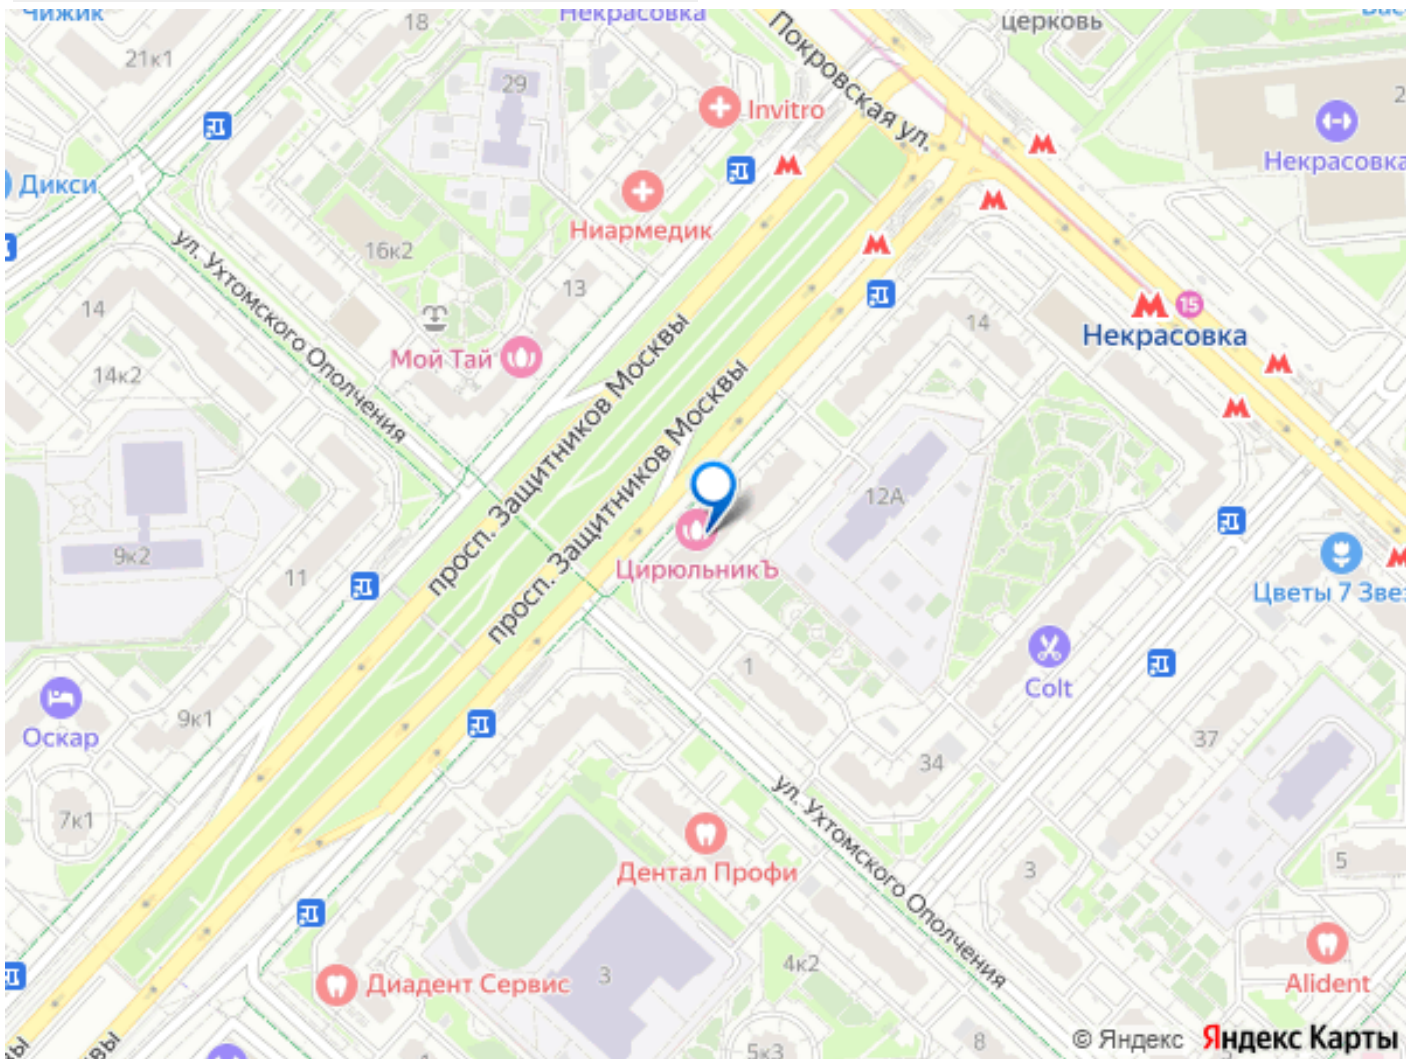 Чижик
18
Некрасовка
церковь
21к1
29
Покровская ул.
Invitro
Некрасовка
Дикси
Ниармедик
16к2
ул. Ухтомского Ополчения
13
14
15
Некрасовка
14
Мой Тай
14к2
просп. Защитников Москвы
просп. Защитников Москвы
12А
9к2
11
ЦирюльникЪ
Цветы 7 Звез
1
Colt
9к1
Оскар
37
34
7к1
ул. Ухтомского Ополчения
Дентал Профи
3
5
4к2
3
Диадент Сервис
Alident
8
5к3
© Яндекс Яндекс Карты